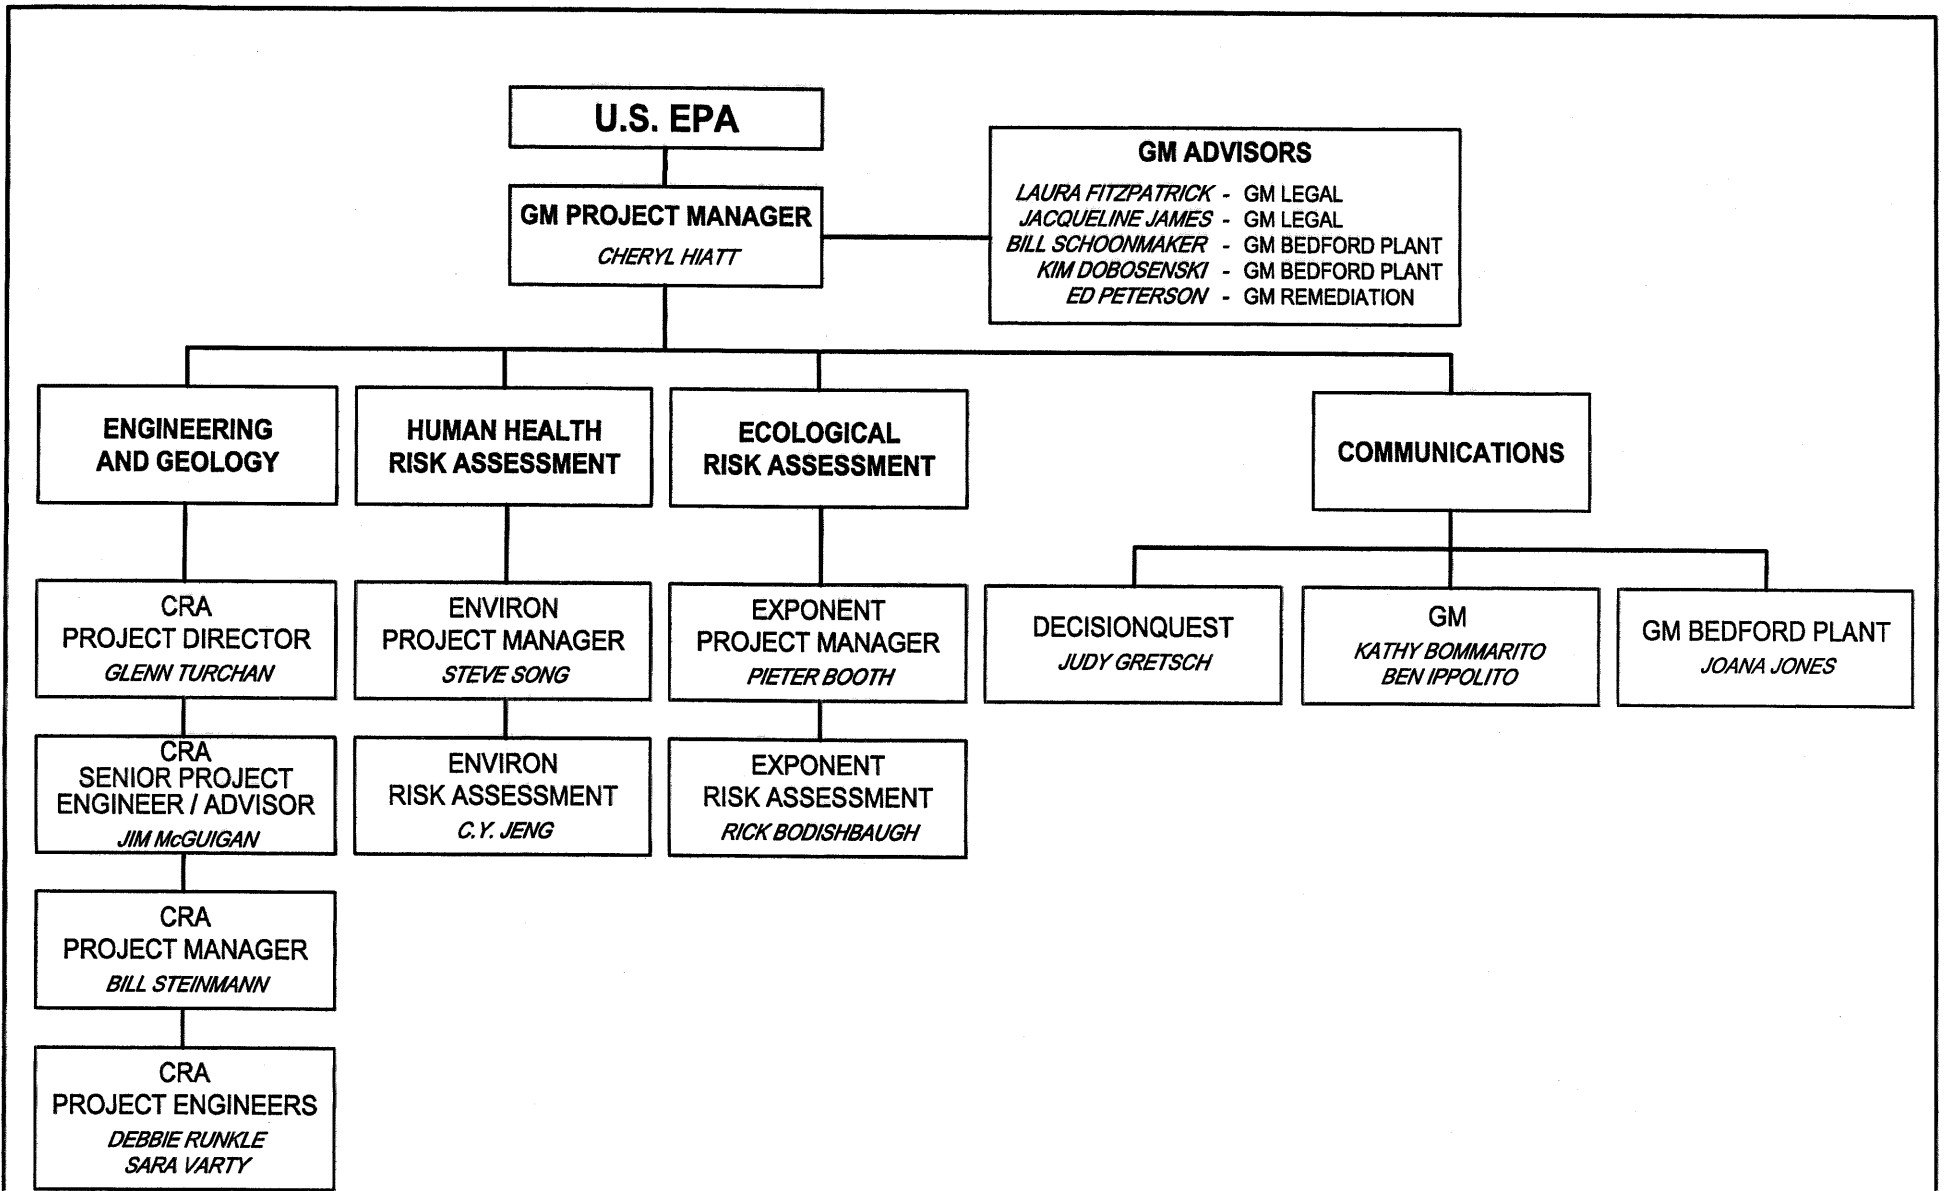 U.S. EPA
GM PROJECT MANAGER
CHERYL HIATT
GM ADVISORS
LAURA FITZPATRICK - GM LEGAL
JACQUELINE JAMES - GM LEGAL
BILL SCHOONMAKER - GM BEDFORD PLANT
KIM DOBOSENSKI - GM BEDFORD PLANT
ED PETERSON - GM REMEDIATION
ENGINEERING
AND GEOLOGY
HUMAN HEALTH
RISK ASSESSMENT
ECOLOGICAL
RISK ASSESSMENT
COMMUNICATIONS
CRA
PROJECT DIRECTOR
GLENN TURCHAN
ENVIRON
PROJECT MANAGER
STEVE SONG
EXPONENT
PROJECT MANAGER
PIETER BOOTH
DECISIONQUEST
JUDY GRETSCH
GM
KATHY BOMMARITO
BEN IPPOLITO
GM BEDFORD PLANT
JOANA JONES
CRA
SENIOR PROJECT
ENGINEER / ADVISOR
JIM McGUIGAN
ENVIRON
RISK ASSESSMENT
C.Y. JENG
EXPONENT
RISK ASSESSMENT
RICK BODISHBAUGH
CRA
PROJECT MANAGER
BILL STEINMANN
CRA
PROJECT ENGINEERS
DEBBIE RUNKLE
SARA VARTY